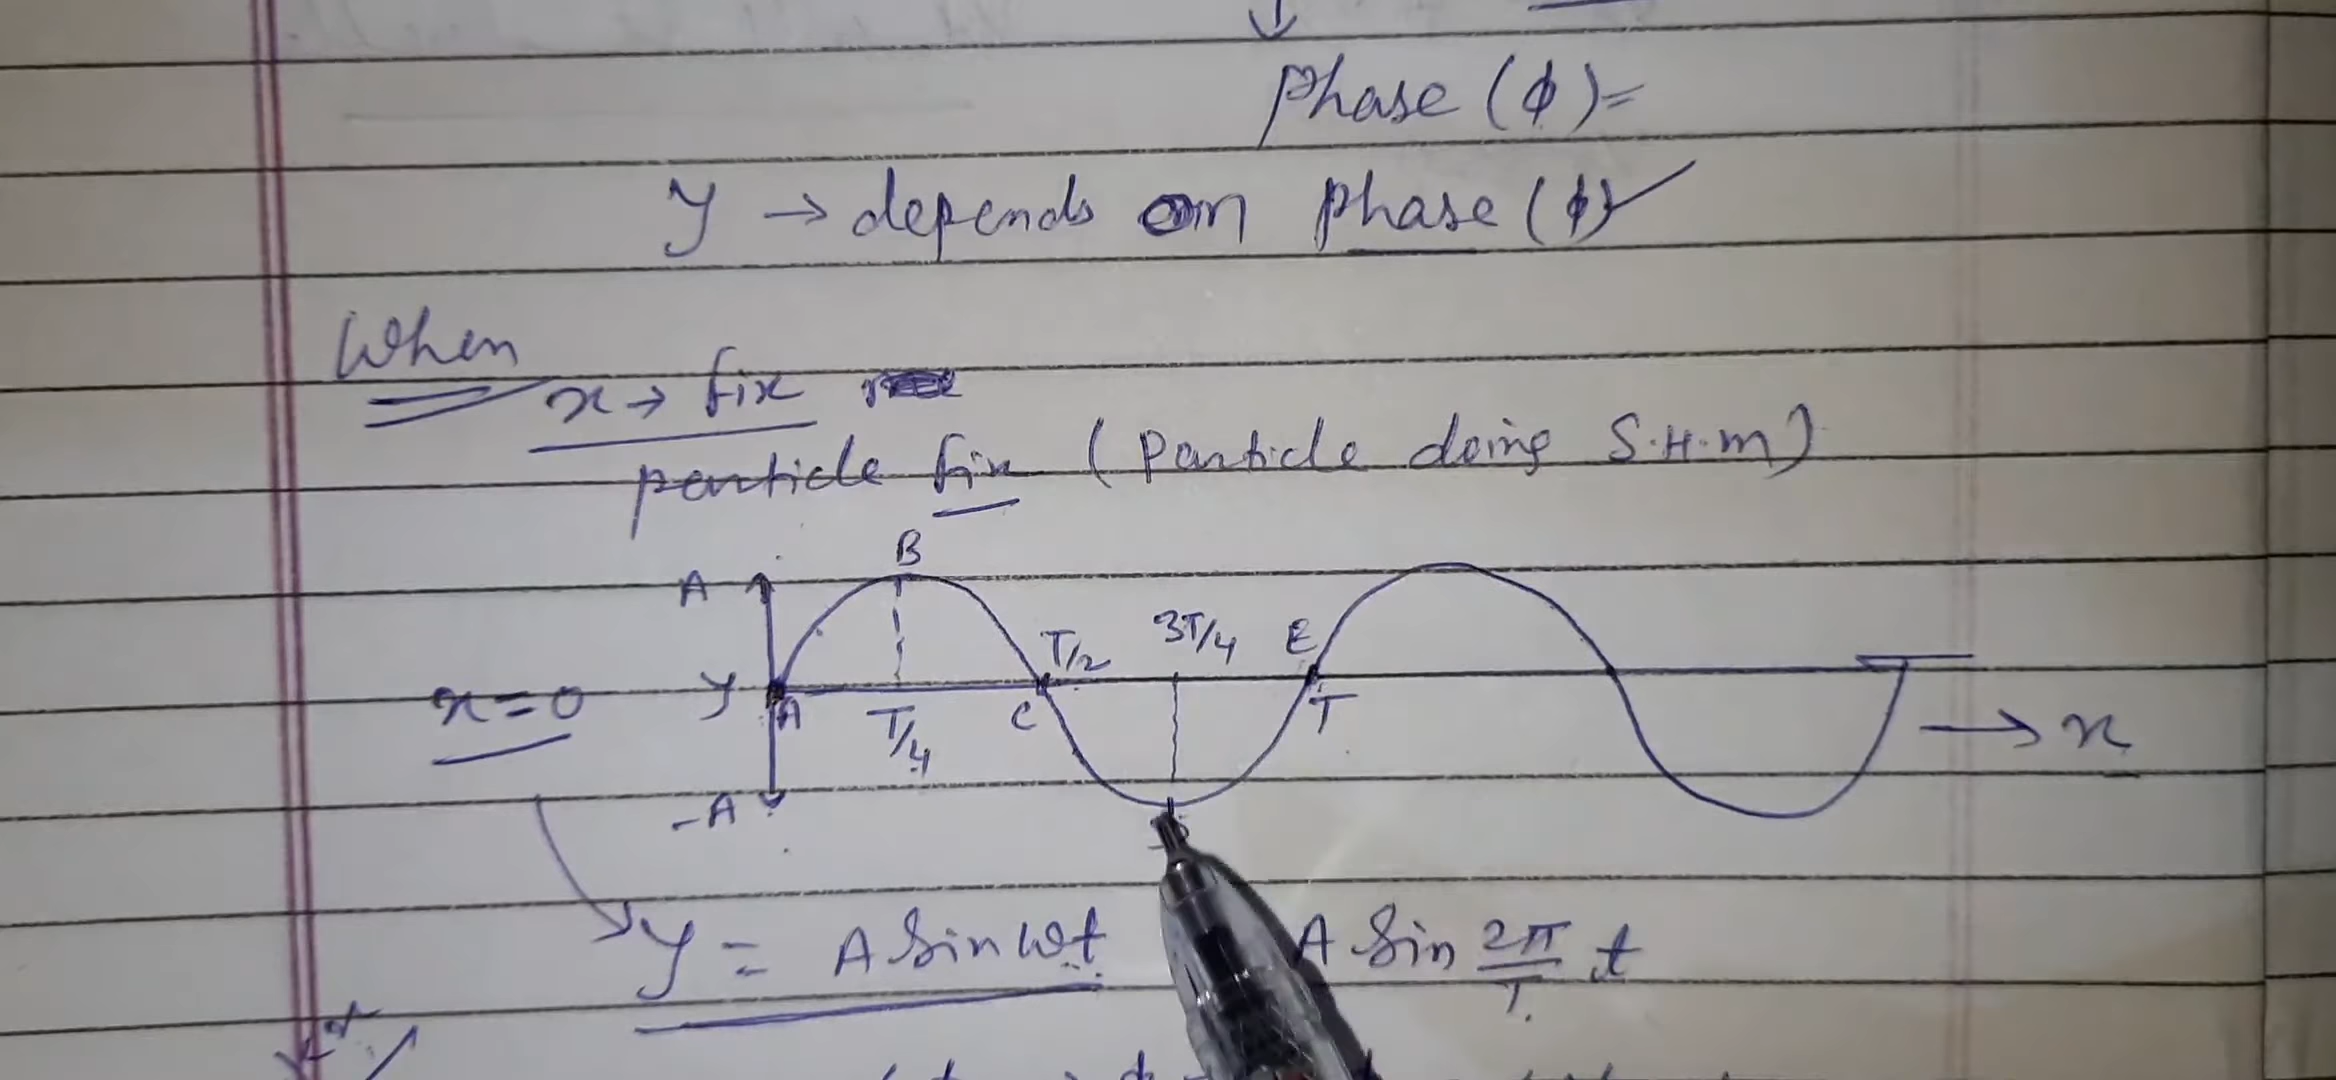 Phase (ϕ)=
y → depends on phase (ϕ)
When
x → fix
particle fix (Particle doing S.H.M)
B
A
T/2 3T/4 E
x=0 y A T/4 C T → x
-A
y = A sin ωt A sin 2π/T t